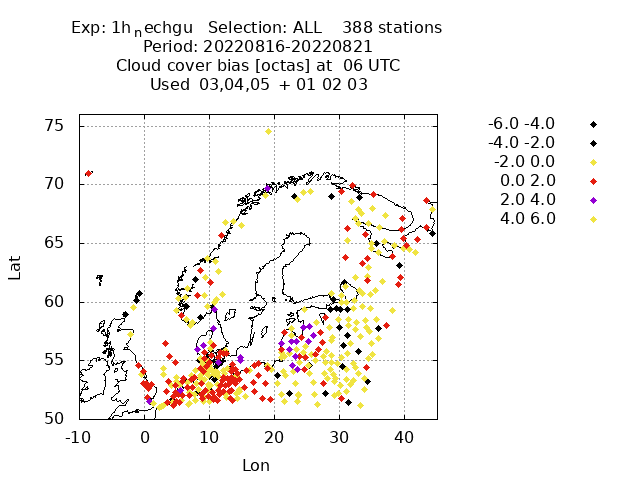 Exp: 1h n echgu Selection: ALL 388 stations
Period: 20220816-20220821
Cloud cover bias [octas] at 06 UTC
Used 03,04,05 + 01 02 03
-6.0 -4.0
-4.0 -2.0
-2.0 0.0
0.0 2.0
2.0 4.0
4.0 6.0
75
70
65
60
55
50
Lat
-10 0 10 20 30 40
Lon